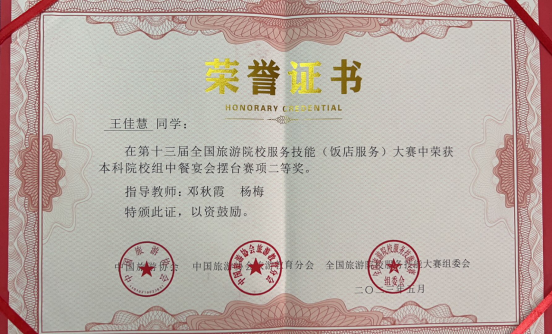 荣誉证书
HONORARY CREDENTIAL
王佳慧 同学：
在第十三届全国旅游院校服务技能（饭店服务）大赛中荣获
本科院校组中餐宴会摆台赛项二等奖。
指导教师：邓秋霞 杨梅
特颁此证，以资鼓励。
中国旅游协会 中国旅游协会旅游教育分会 全国旅游院校服务技能大赛组委会
二〇二三年五月